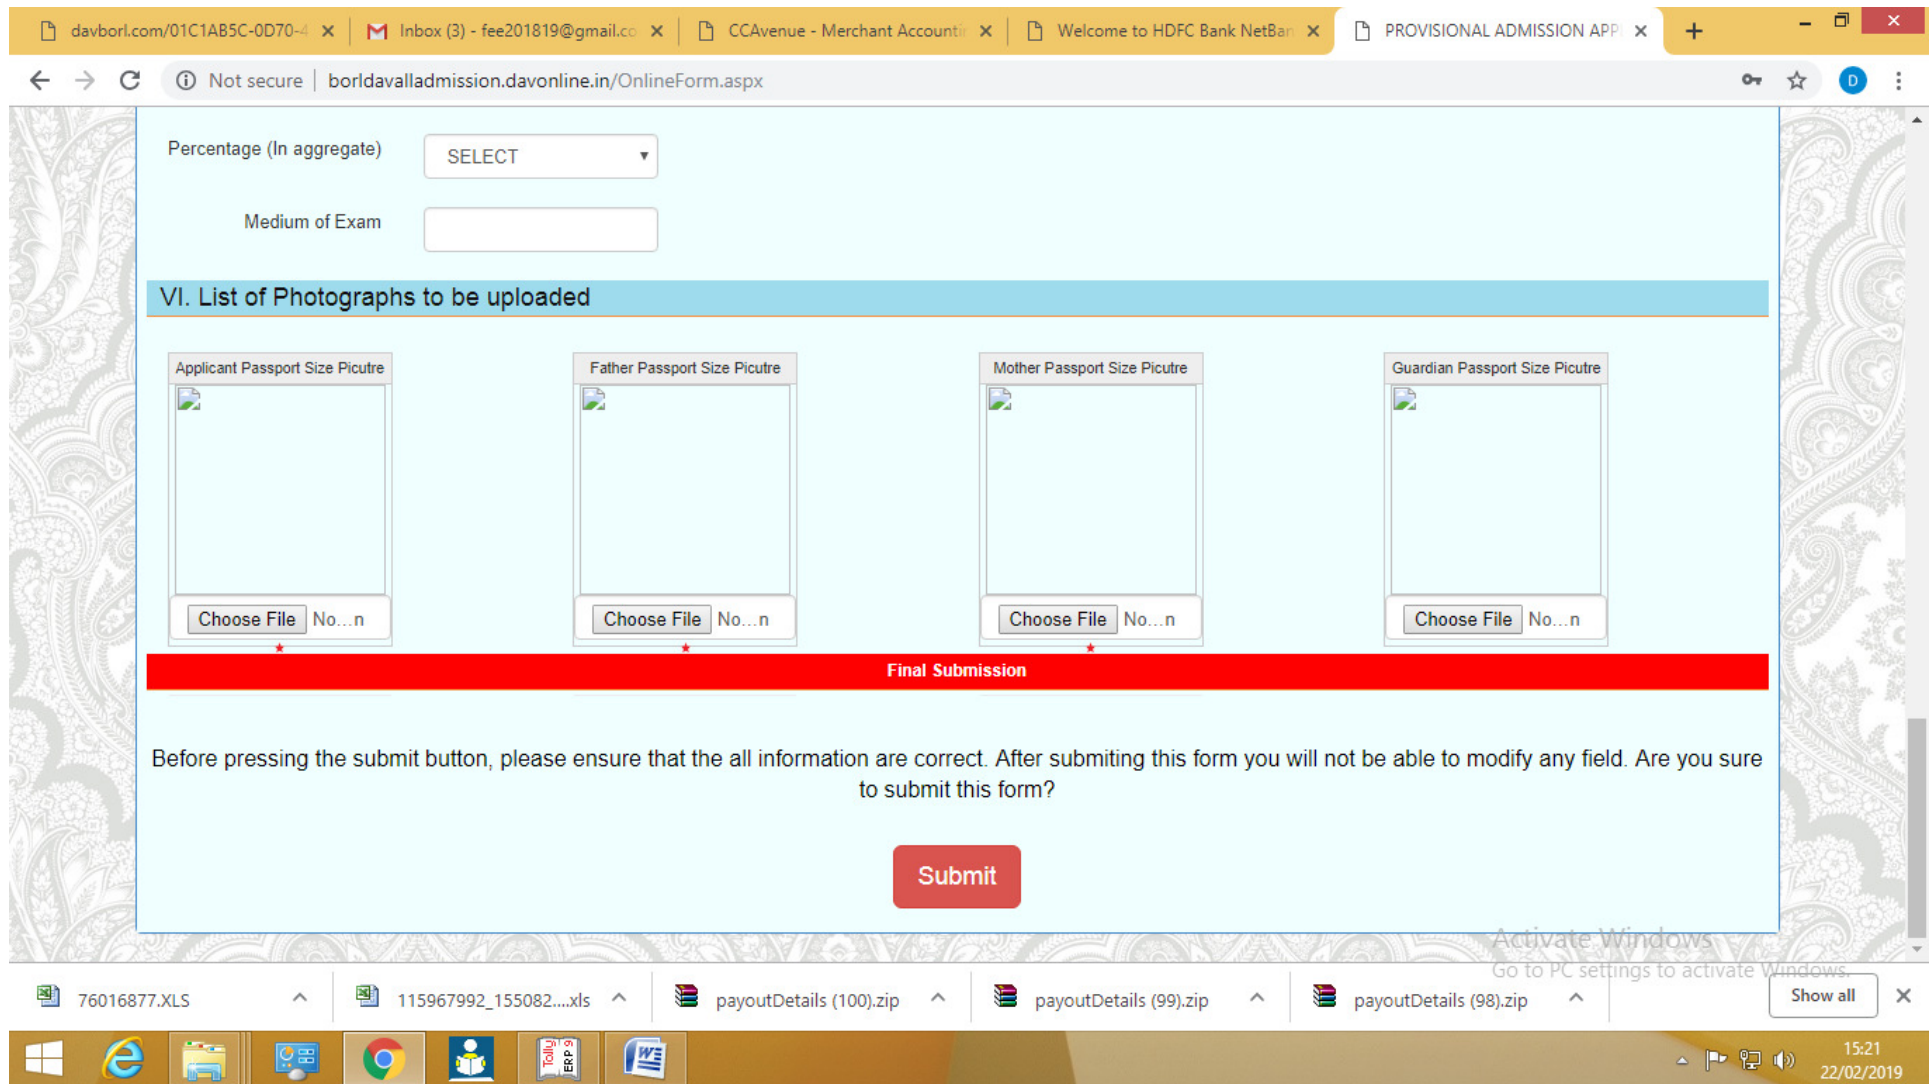 davborl.com/01C1AB5C-0D70-4
Inbox (3) - fee201819@gmail.co
CCAvenue - Merchant Accountin
Welcome to HDFC Bank NetBan
PROVISIONAL ADMISSION APP
Not secure | borldavalladmission.davonline.in/OnlineForm.aspx
D
Percentage (In aggregate)
SELECT
Medium of Exam
VI. List of Photographs to be uploaded
Applicant Passport Size Picutre
Father Passport Size Picutre
Mother Passport Size Picutre
Guardian Passport Size Picutre
Choose File No...n
Choose File No...n
Choose File No...n
Choose File No...n
Final Submission
Before pressing the submit button, please ensure that the all information are correct. After submiting this form you will not be able to modify any field. Are you sure
to submit this form?
Submit
Activate Windows
Go to PC settings to activate Windows.
76016877.XLS
115967992_155082....xls
payoutDetails (100).zip
payoutDetails (99).zip
payoutDetails (98).zip
Show all
Tally
ERP 9
15:21
22/02/2019